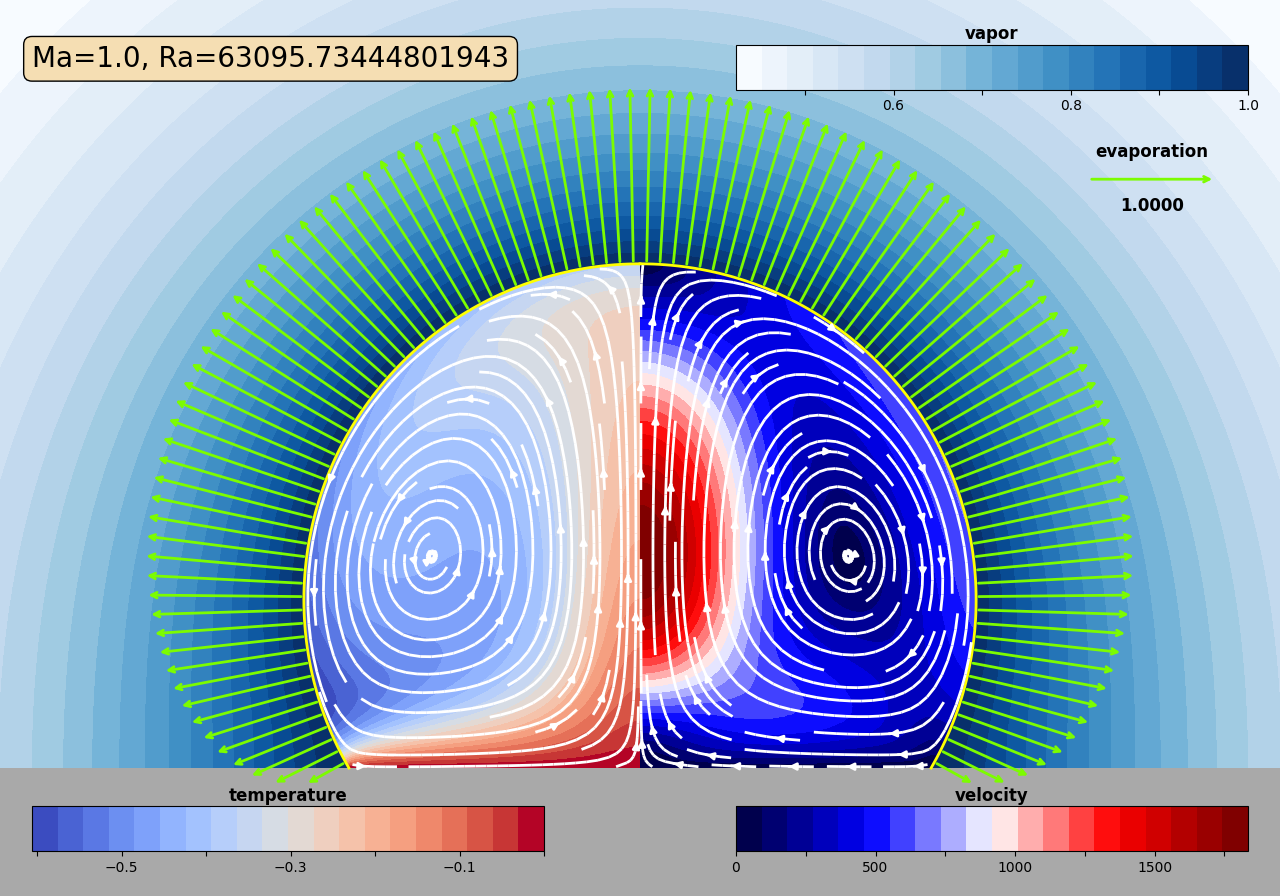 Ma=1.0, Ra=63095.73444801943
vapor
0.6 0.8 1.0
evaporation
1.0000
temperature
−0.5 −0.3 −0.1
velocity
0 500 1000 1500